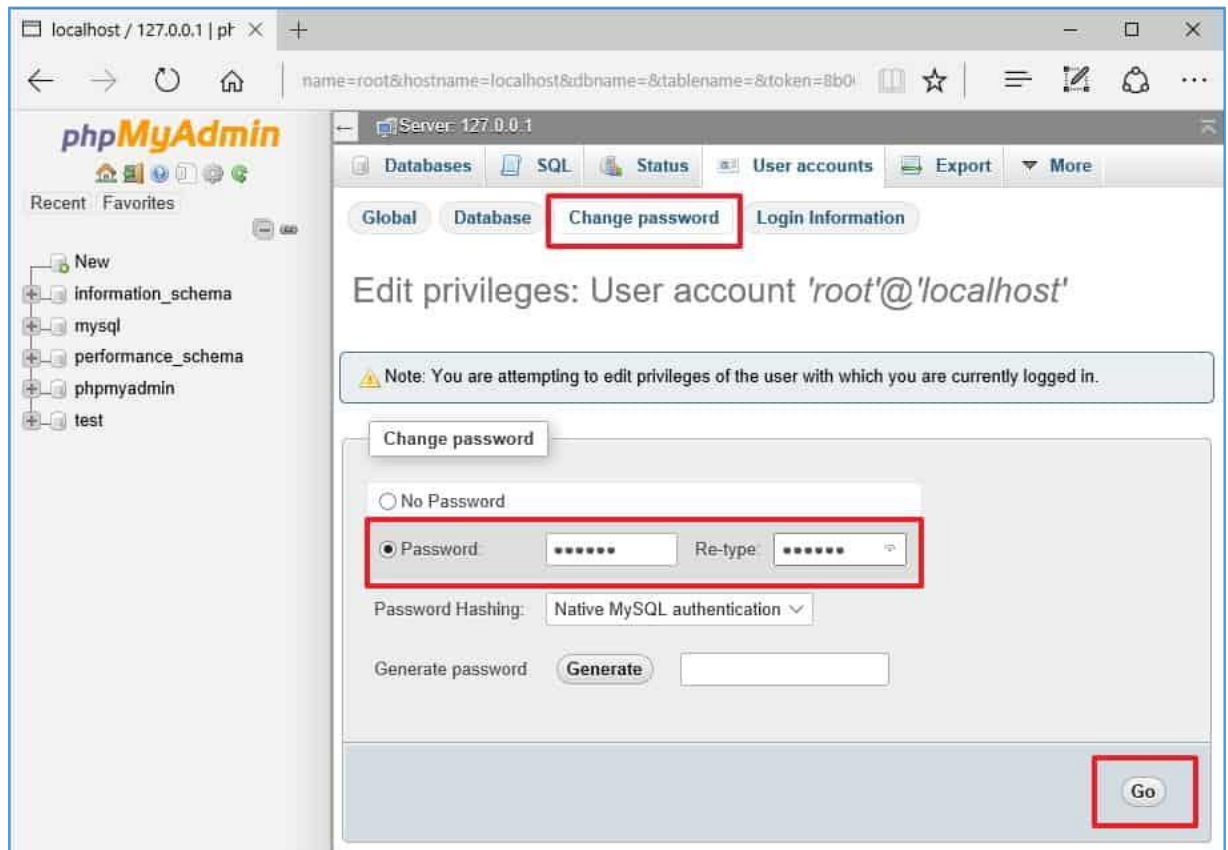 localhost / 127.0.0.1 | ph
name=root&hostname=localhost&dbname=&tablename=&token=8b0
phpMyAdmin
Recent Favorites
New
information_schema
mysql
performance_schema
phpmyadmin
test
Server: 127.0.0.1
Databases SQL Status User accounts Export More
Global Database Change password Login Information
Edit privileges: User account 'root'@'localhost'
Note: You are attempting to edit privileges of the user with which you are currently logged in.
Change password
No Password
Password: •••••• Re-type: ••••••
Password Hashing: Native MySQL authentication
Generate password Generate
Go